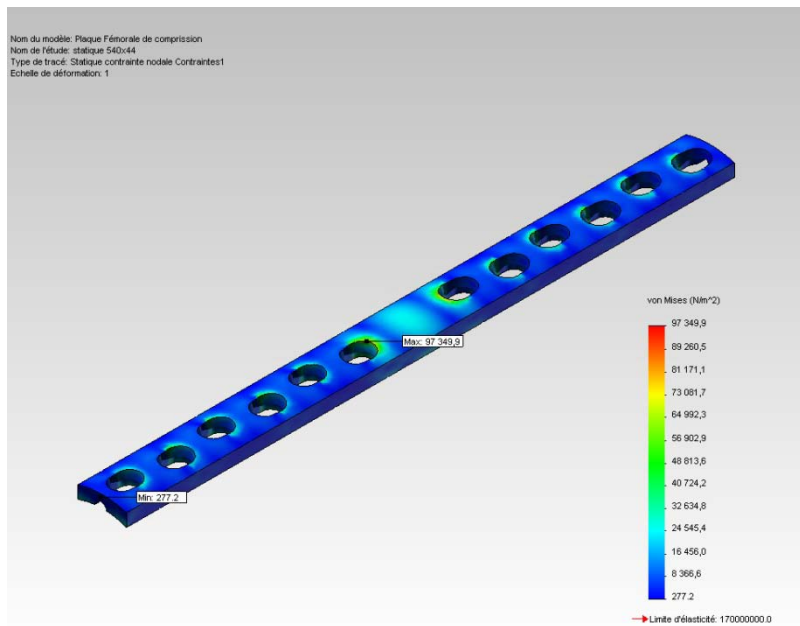 Nom du modèle: Plaque Fémorale de comprission
Nom de l'étude: statique 540x44
Type de tracé: Statique contrainte nodale Contraintes1
Echelle de déformation: 1
von Mises (N/m^2)
97 349,9
89 260,5
81 171,1
73 081,7
64 992,3
56 902,9
48 813,6
40 724,2
32 634,8
24 545,4
16 456,0
8 366,6
277.2
Max: 97 349,9
Min: 277.2
Limite d'élasticité: 170000000.0